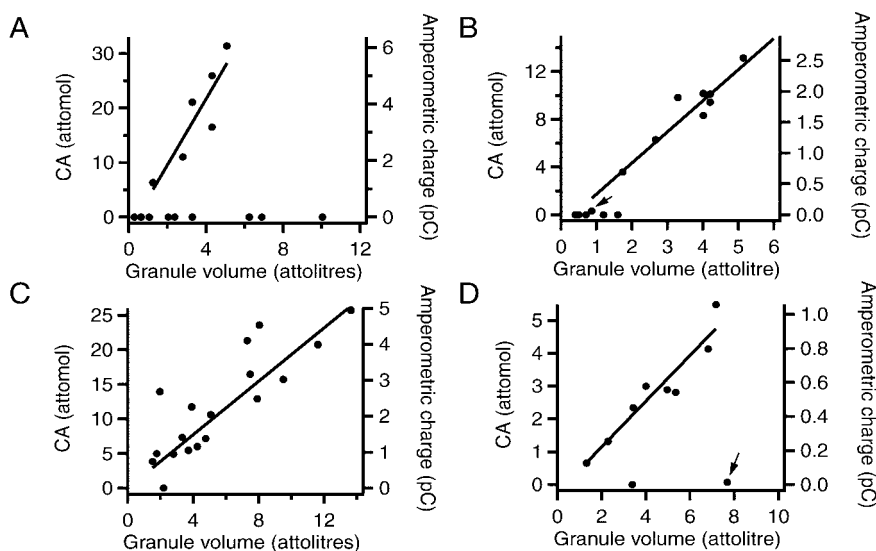 A
CA (attomol)
30
20
10
0
Amperometric charge (pC)
6
4
2
0
0 4 8 12
Granule volume (attolitres)
B
CA (attomol)
12
8
4
0
Amperometric charge (pC)
2.5
2.0
1.5
1.0
0.5
0.0
0 1 2 3 4 5 6
Granule volume (attolitre)
C
CA (attomol)
25
20
15
10
5
0
Amperometric charge (pC)
5
4
3
2
1
0
0 4 8 12
Granule volume (attolitres)
D
CA (attomol)
5
4
3
2
1
0
Amperometric charge (pC)
1.0
0.8
0.6
0.4
0.2
0.0
0 2 4 6 8 10
Granule volume (attolitre)